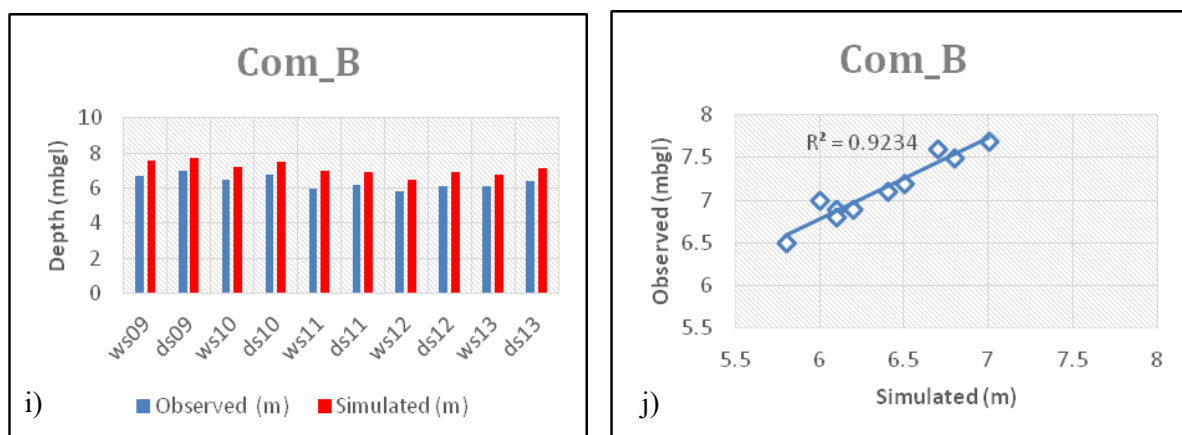 Com_B
10
8
6
4
2
0
Depth (mbgl)
ws09 ds09 ws10 ds10 ws11 ds11 ws12 ds12 ws13 ds13
Observed (m) Simulated (m)
i)
Com_B
8
7.5
7
6.5
6
5.5
Observed (mbgl)
R² = 0.9234
5.5 6 6.5 7 7.5 8
Simulated (m)
j)